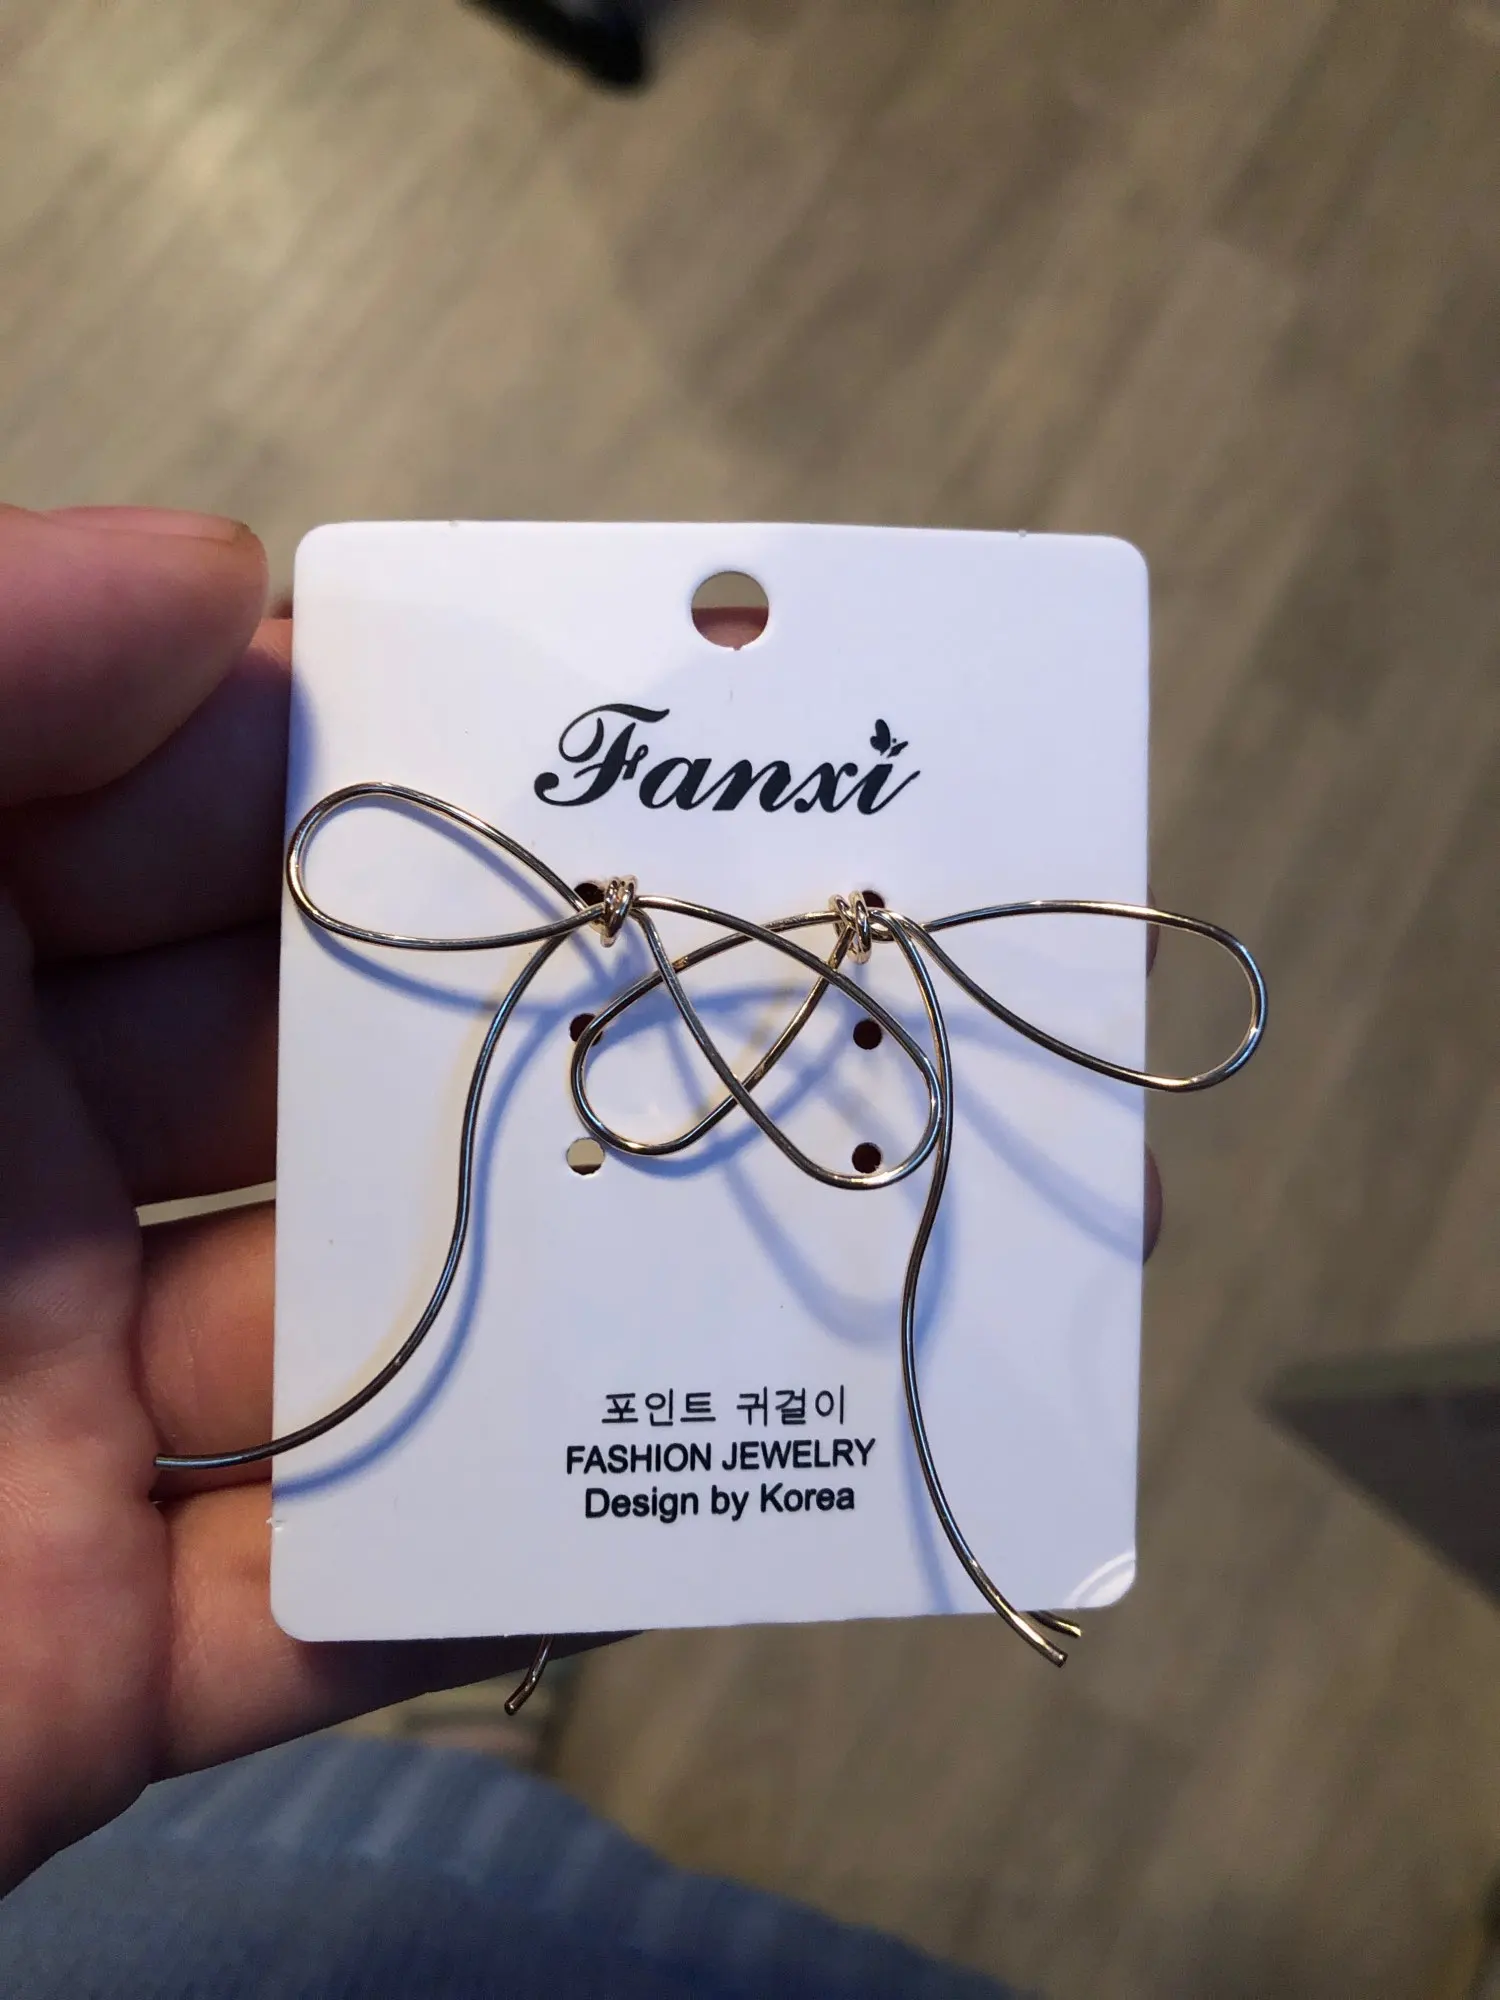 Fanxi
포인트 귀걸이
FASHION JEWELRY
Design by Korea